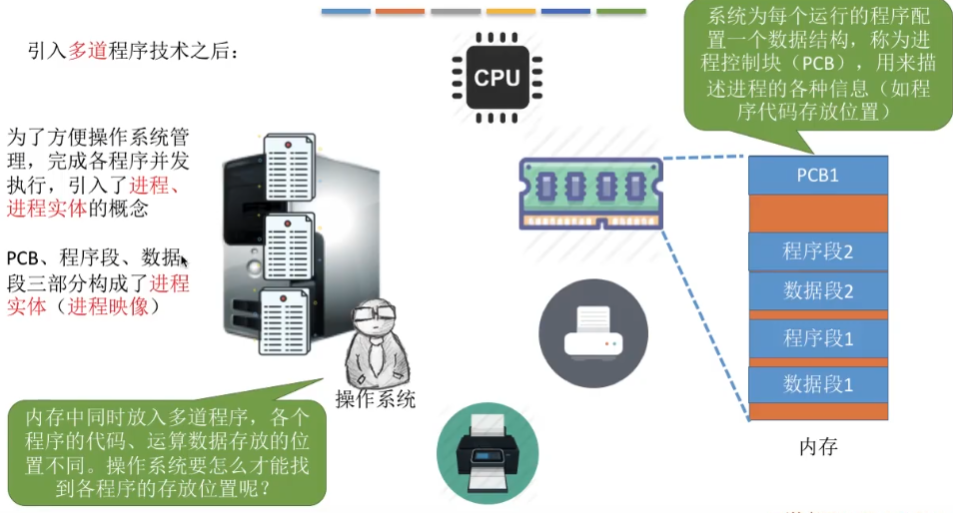 引入多道程序技术之后：
CPU
系统为每个运行的程序配
置一个数据结构，称为进
程控制块（PCB），用来描
述进程的各种信息（如程
序代码存放位置）
为了方便操作系统管
理，完成各程序并发
执行，引入了进程、
进程实体的概念
PCB、程序段、数据
段三部分构成了进程
实体（进程映像）
PCB1
程序段2
数据段2
程序段1
数据段1
内存
操作系统
内存中同时放入多道程序，各个
程序的代码、运算数据存放的位
置不同。操作系统要怎么才能找
到各程序的存放位置呢？